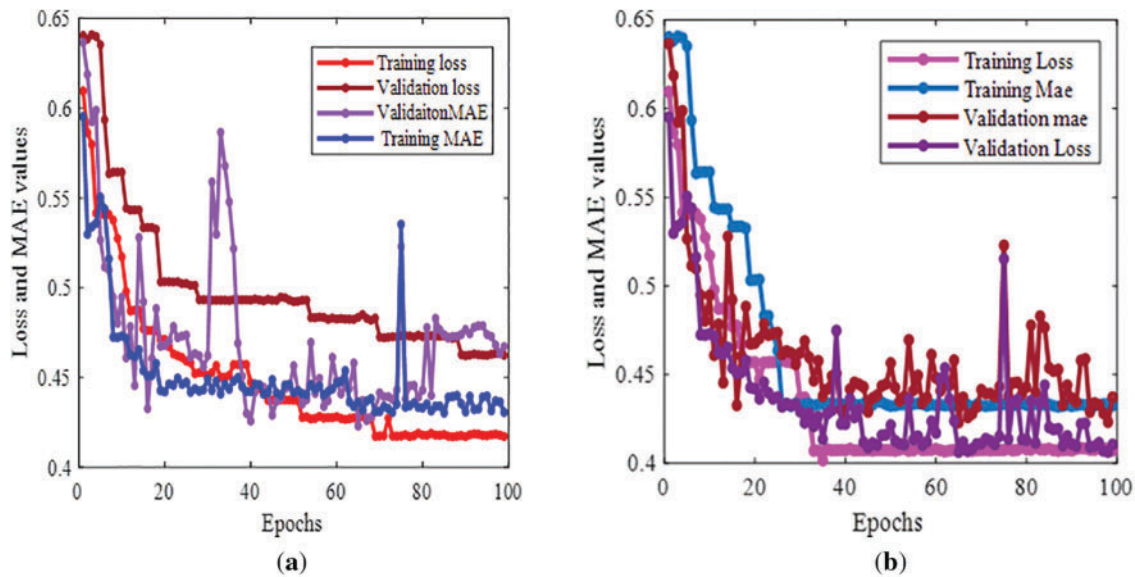 0.65
0.6
0.55
0.5
0.45
0.4
0 20 40 60 80 100
Loss and MAE values
Epochs
Training loss
Validation loss
ValidaitonMAE
Training MAE
(a)
0.65
0.6
0.55
0.5
0.45
0.4
0 20 40 60 80 100
Loss and MAE values
Epochs
Training Loss
Training Mae
Validation mae
Validation Loss
(b)